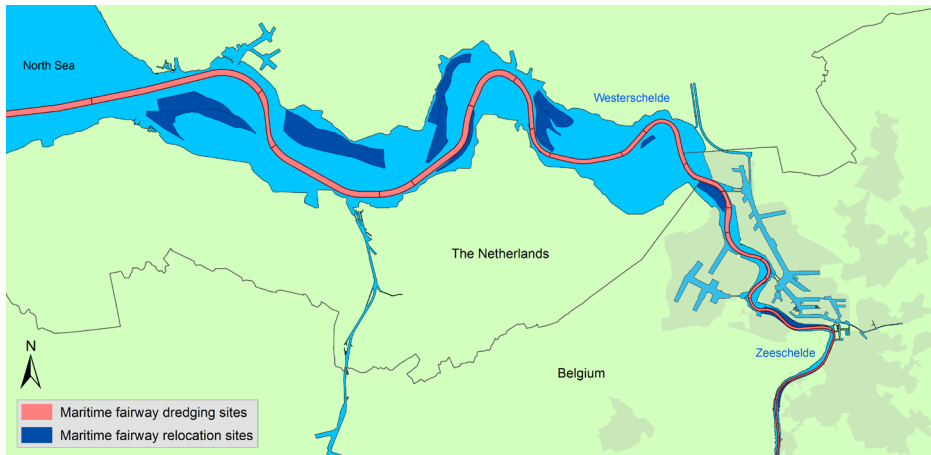 North Sea
Westerschelde
The Netherlands
Zeeschelde
Belgium
N
Maritime fairway dredging sites
Maritime fairway relocation sites